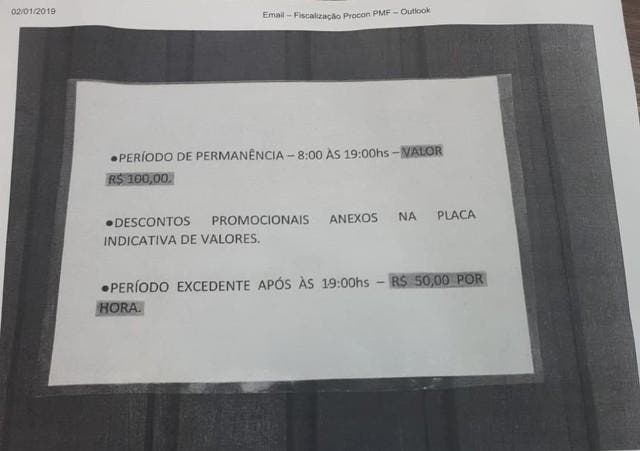 02/01/2019
Email – Fiscalização Procon PMF – Outlook
●PERÍODO DE PERMANÊNCIA – 8:00 ÀS 19:00hs – VALOR
R$ 100,00.
●DESCONTOS PROMOCIONAIS ANEXOS NA PLACA
INDICATIVA DE VALORES.
●PERÍODO EXCEDENTE APÓS ÀS 19:00hs – R$ 50,00 POR
HORA.